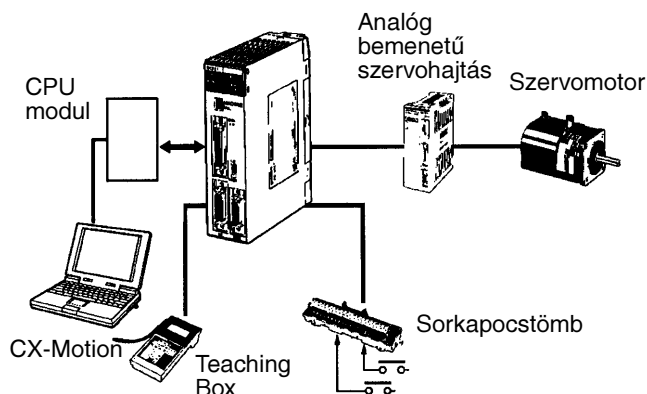 Analóg
bemenetű
szervohajtás
Szervomotor
CPU
modul
CX-Motion
Teaching
Box
Sorkapocstömb